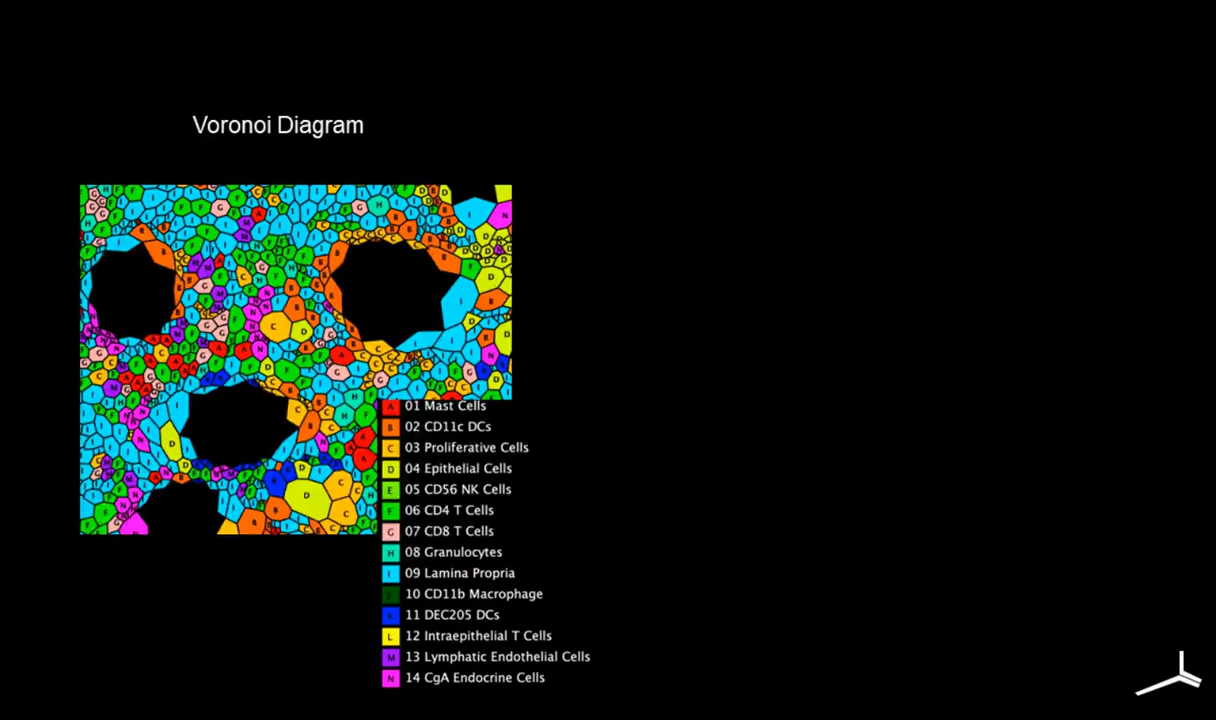 Voronoi Diagram
A 01 Mast Cells
B 02 CD11c DCs
C 03 Proliferative Cells
D 04 Epithelial Cells
E 05 CD56 NK Cells
F 06 CD4 T Cells
G 07 CD8 T Cells
H 08 Granulocytes
I 09 Lamina Propria
J 10 CD11b Macrophage
K 11 DEC205 DCs
L 12 Intraepithelial T Cells
M 13 Lymphatic Endothelial Cells
N 14 CgA Endocrine Cells